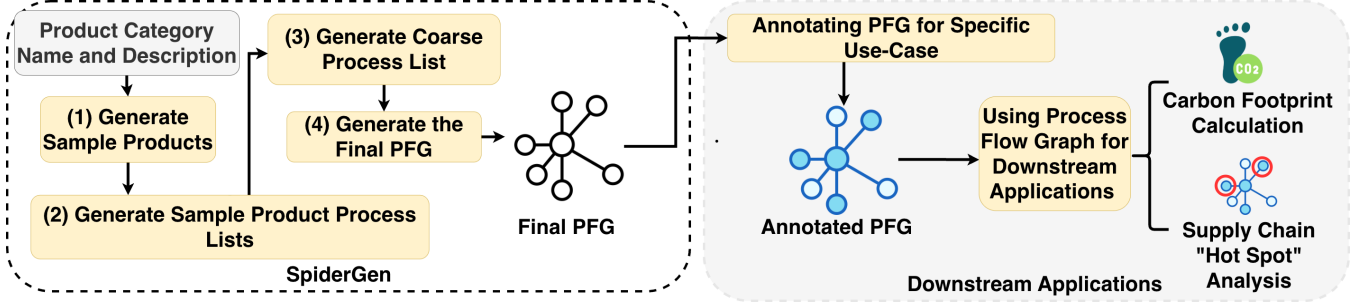 Product Category
Name and Description
(1) Generate
Sample Products
(2) Generate Sample Product Process
Lists
(3) Generate Coarse
Process List
(4) Generate the
Final PFG
Final PFG
SpiderGen
Annotating PFG for Specific
Use-Case
Annotated PFG
Using Process
Flow Graph for
Downstream
Applications
CO₂
Carbon Footprint
Calculation
Supply Chain
"Hot Spot"
Analysis
Downstream Applications